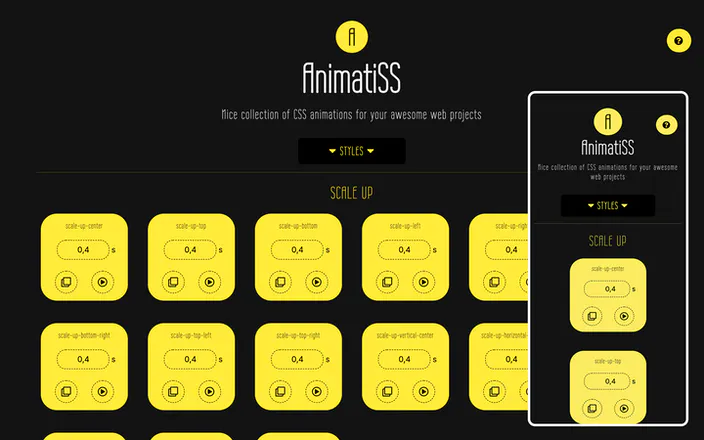 A
AnimatiSS
Nice collection of CSS animations for your awesome web projects
STYLES
SCALE UP
scale-up-center
0,4 s
scale-up-top
0,4 s
scale-up-bottom
0,4 s
scale-up-left
0,4 s
scale-up-righ
0,4
scale-up-bottom-right
0,4 s
scale-up-top-left
0,4 s
scale-up-top-right
0,4 s
scale-up-vertical-center
0,4 s
scale-up-horizontal-
0,4
?
A
?
AnimatiSS
Nice collection of CSS animations for your awesome
web projects
STYLES
SCALE UP
scale-up-center
0,4 s
scale-up-top
0,4 s